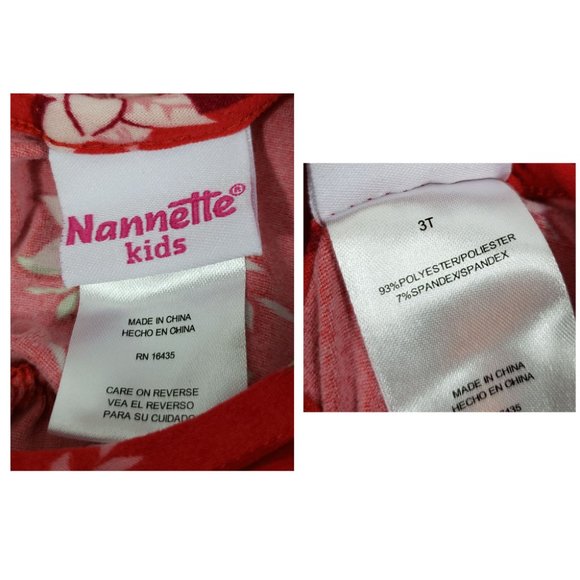 Nannette®
kids
MADE IN CHINA
HECHO EN CHINA
RN 16435
CARE ON REVERSE
VEA EL REVERSO
PARA SU CUIDADO
3T
93%POLYESTER/POLIESTER
7%SPANDEX/SPANDEX
MADE IN CHINA
HECHO EN CHINA